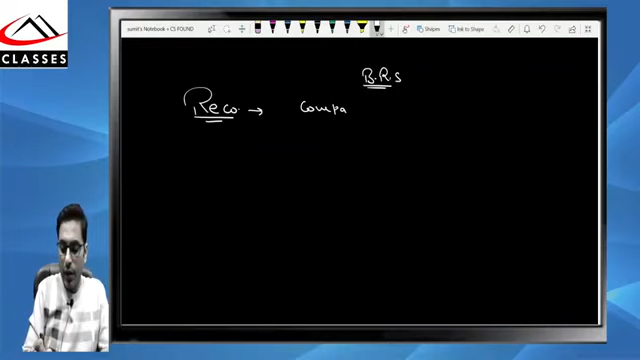 CLASSES
sumit's Notebook • CS FOUND
Shapes
Ink to Shape
B.R.S
Reco. → Compa